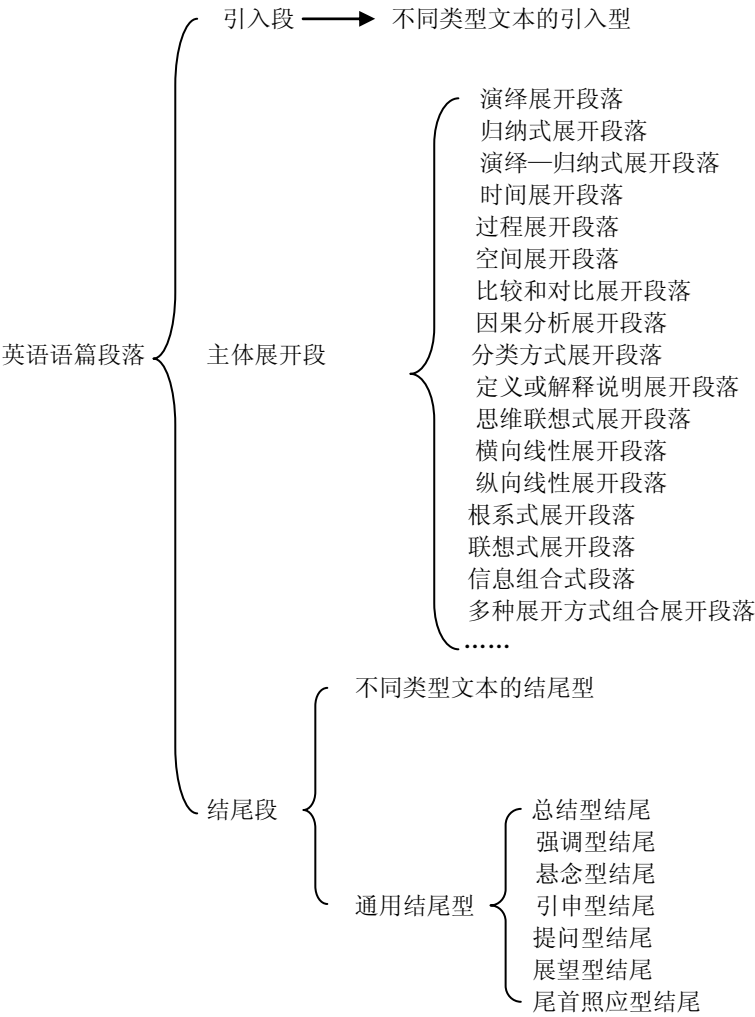 引入段 不同类型文本的引入型
演绎展开段落
归纳式展开段落
演绎—归纳式展开段落
时间展开段落
过程展开段落
空间展开段落
比较和对比展开段落
因果分析展开段落
英语语篇段落 主体展开段 分类方式展开段落
定义或解释说明展开段落
思维联想式展开段落
横向线性展开段落
纵向线性展开段落
根系式展开段落
联想式展开段落
信息组合式段落
多种展开方式组合展开段落
……
不同类型文本的结尾型
结尾段 总结型结尾
强调型结尾
悬念型结尾
通用结尾型 引申型结尾
提问型结尾
展望型结尾
尾首照应型结尾